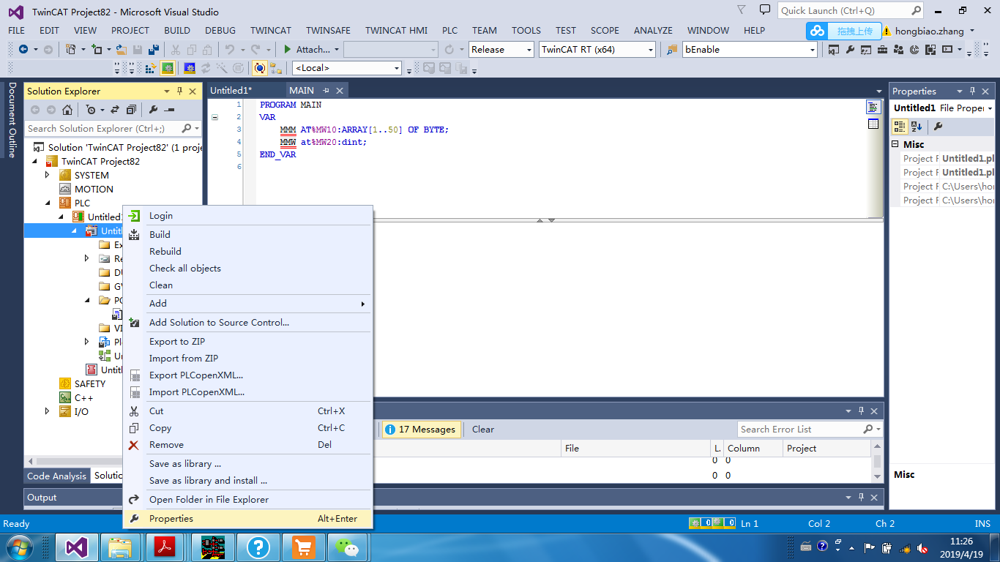 TwinCAT Project82 - Microsoft Visual Studio
Quick Launch (Ctrl+Q)
FILE EDIT VIEW PROJECT BUILD DEBUG TWINCAT TWINSAFE TWINCAT HMI PLC TEAM TOOLS TEST SCOPE ANALYZE WINDOW HELP
拖拽上传 hongbiao.zhang
Attach... Release TwinCAT RT (x64) bEnable
<Local>
Document Outline
Solution Explorer
Search Solution Explorer (Ctrl+;)
Solution 'TwinCAT Project82' (1 proje
TwinCAT Project82
SYSTEM
MOTION
PLC
Untitled1
Untitl
Ex
Re
DU
GV
PO
VI
Pl
Un
Untitl
SAFETY
C++
I/O
Code Analysis Solutio
Login
Build
Rebuild
Check all objects
Clean
Add
Add Solution to Source Control...
Export to ZIP
Import from ZIP
Export PLCopenXML...
Import PLCopenXML...
Cut Ctrl+X
Copy Ctrl+C
Remove Del
Save as library ...
Save as library and install ...
Open Folder in File Explorer
Properties Alt+Enter
Untitled1* MAIN
1 PROGRAM MAIN
2 VAR
3 MMM AT%MW10:ARRAY[1..50] OF BYTE;
4 MMW at%MW20:dint;
5 END_VAR
6
17 Messages Clear Search Error List
File L. Column Project
0 0
0 0
Output
Properties
Untitled1 File Proper
Misc
Project F Untitled1.pl
Project F Untitled1.pl
Project F C:\Users\hon
Project F C:\Users\hon
Misc
Ready 0 0 Ln 1 Col 2 Ch 2 INS
11:26
2019/4/19